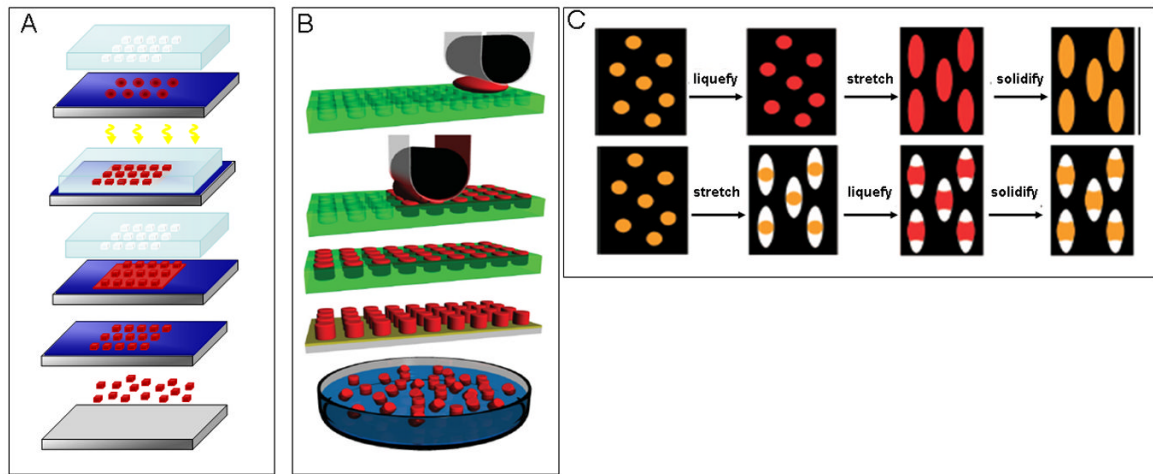 A
B
C
liquefy
stretch
solidify
stretch
liquefy
solidify